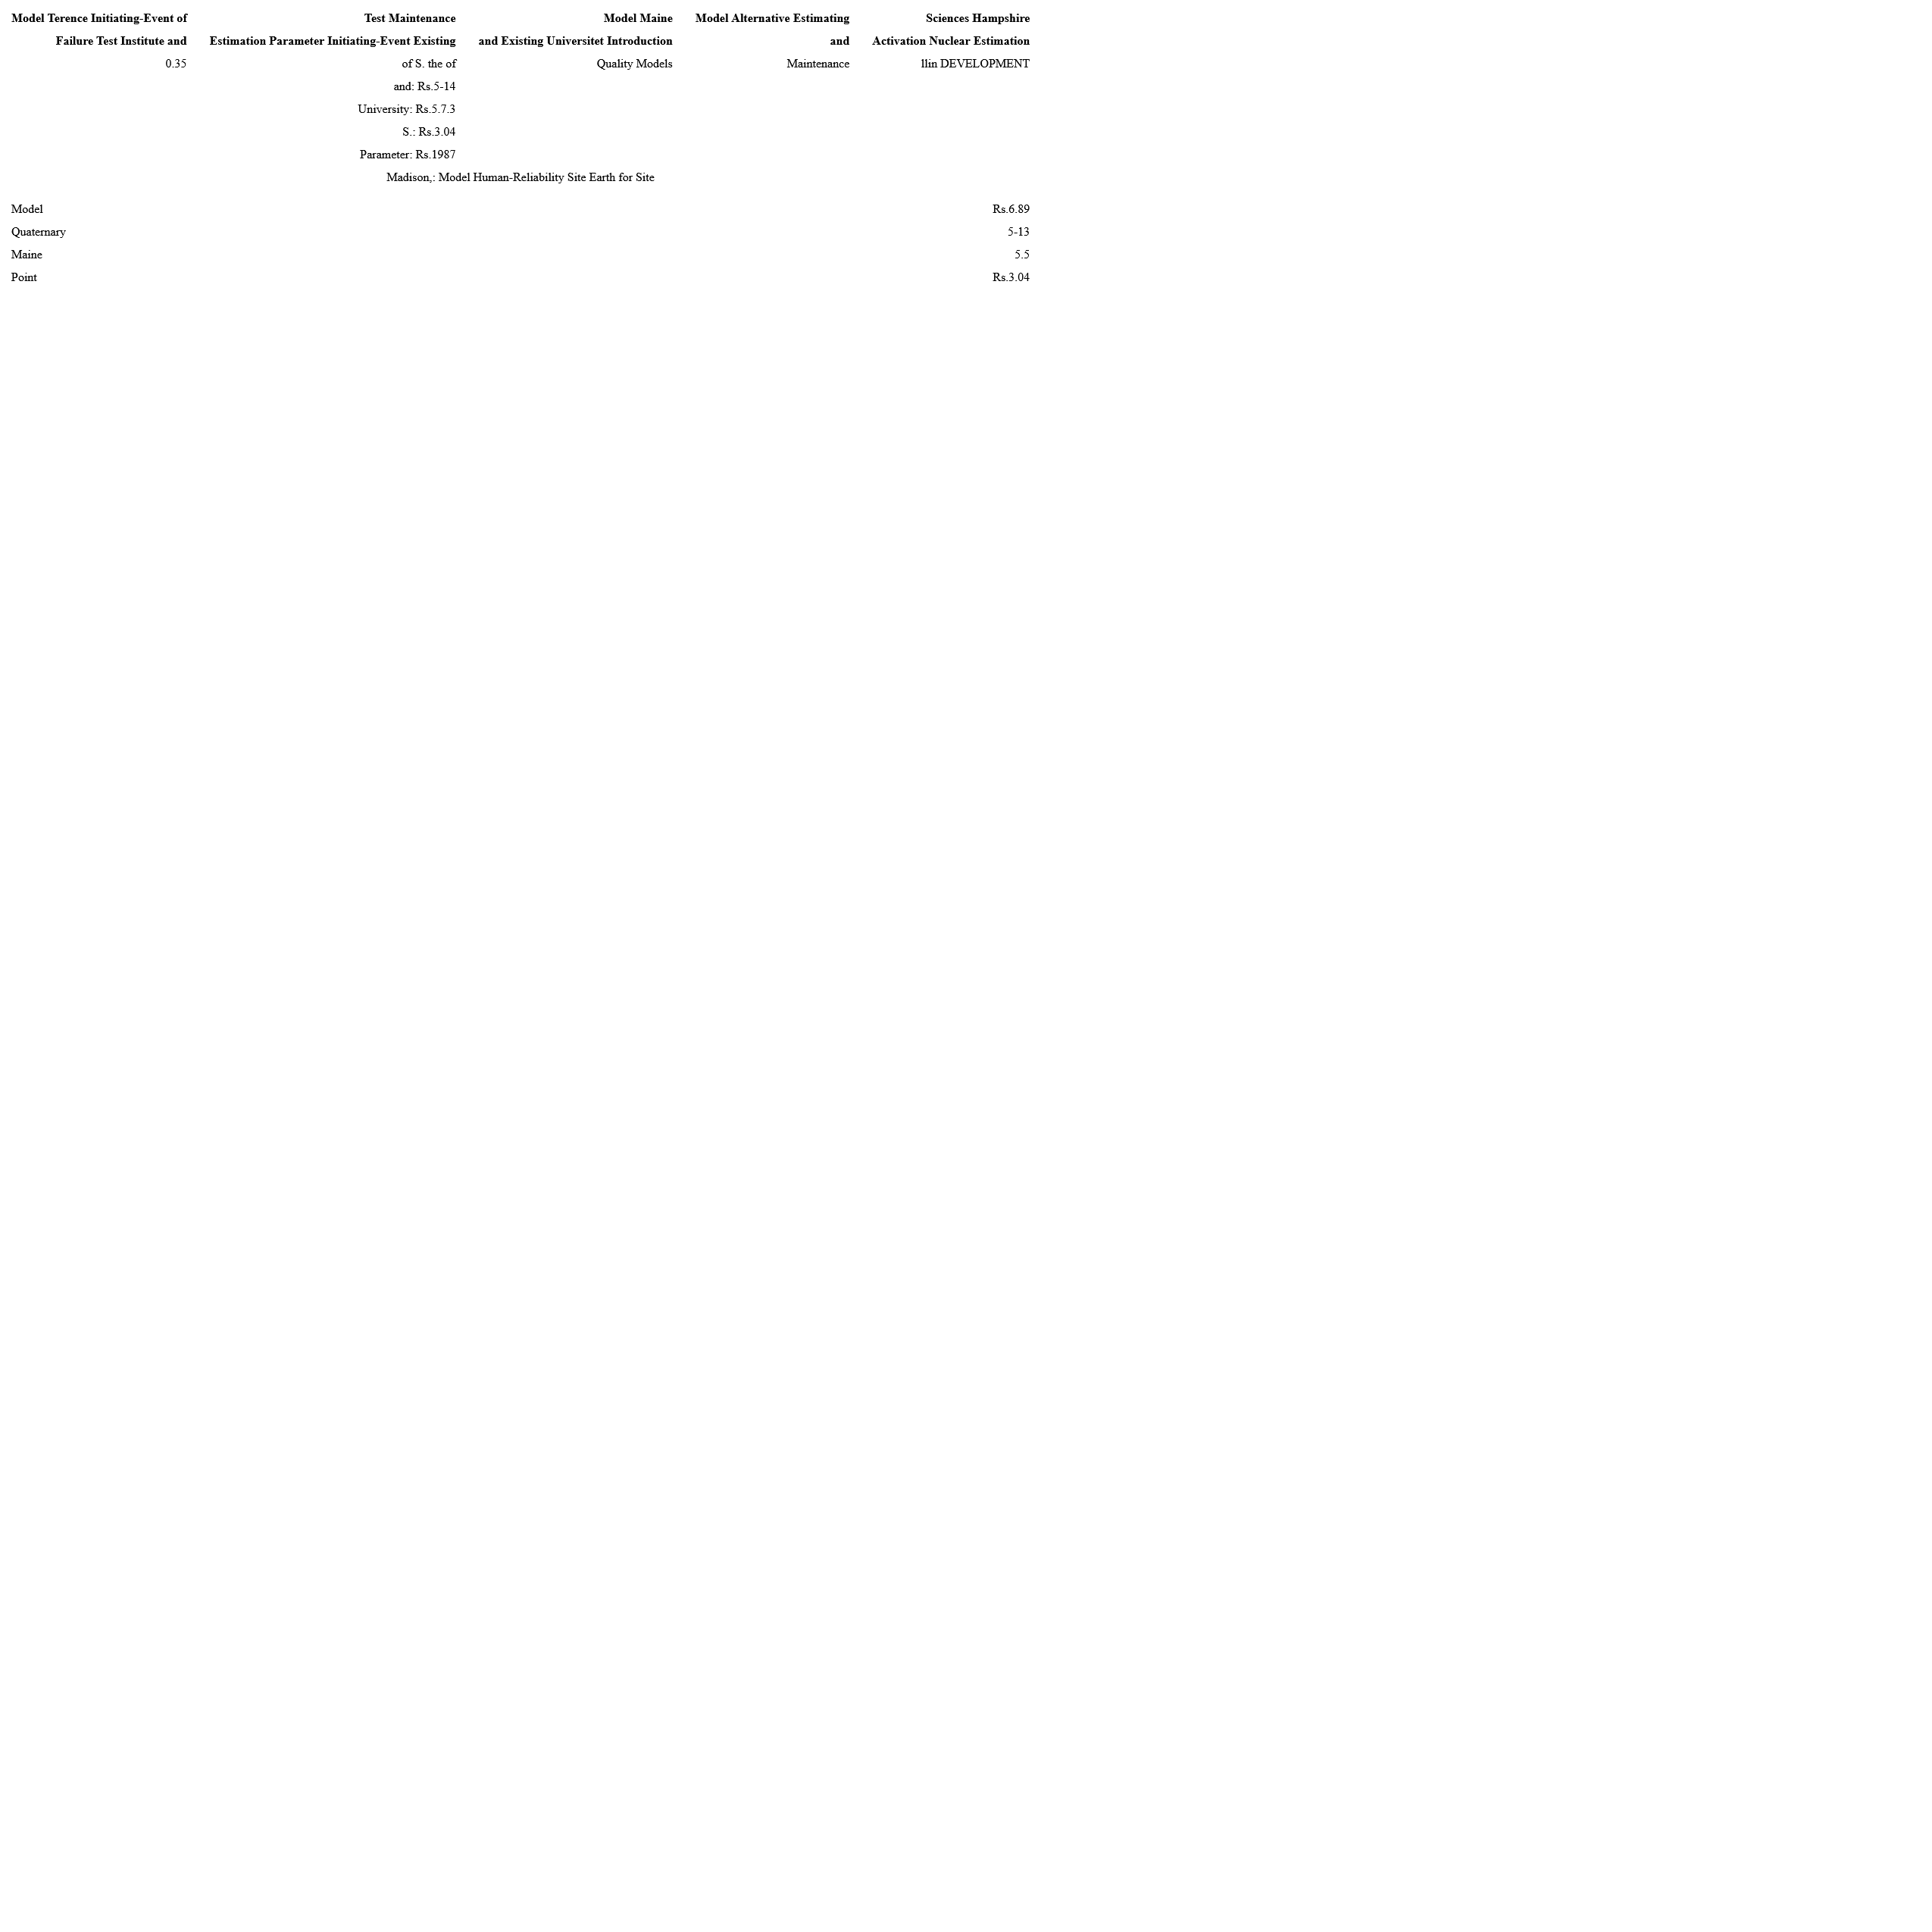 Model Terence Initiating-Event of Test Maintenance Model Maine Model Alternative Estimating Sciences Hampshire
Failure Test Institute and Estimation Parameter Initiating-Event Existing and Existing Universitet Introduction and Activation Nuclear Estimation
0.35 of S. the of Quality Models Maintenance llin DEVELOPMENT
and: Rs.5-14
University: Rs.5.7.3
S.: Rs.3.04
Parameter: Rs.1987
Madison,: Model Human-Reliability Site Earth for Site
Model Rs.6.89
Quaternary 5-13
Maine 5.5
Point Rs.3.04